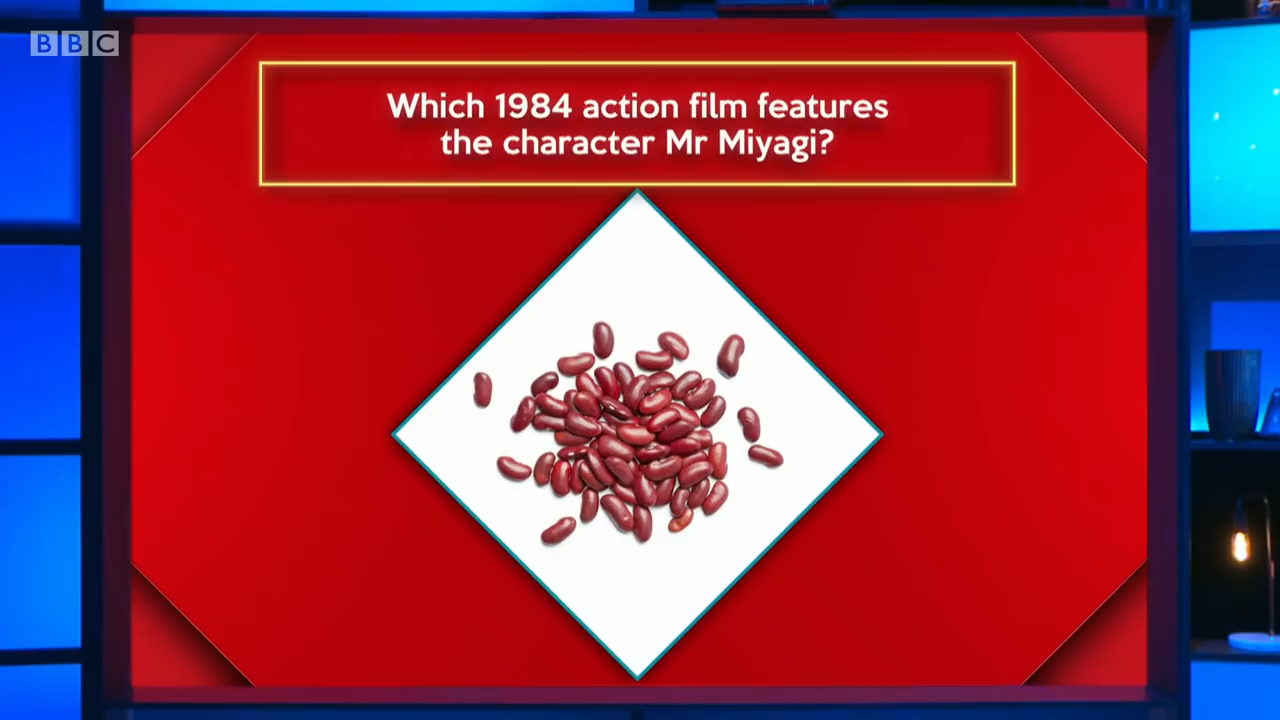 BBC
Which 1984 action film features
the character Mr Miyagi?